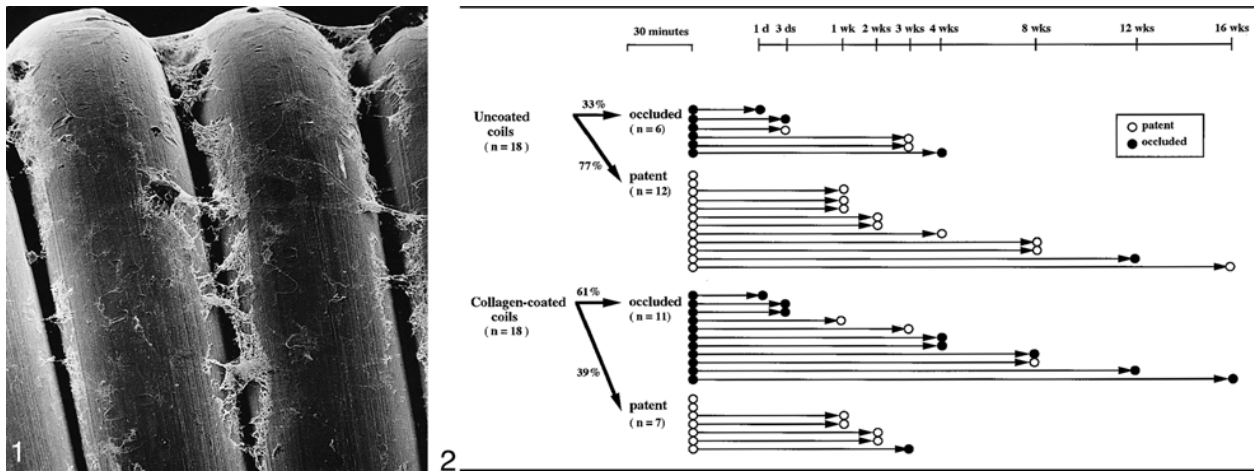 1
2
30 minutes 1 d 3 ds 1 wk 2 wks 3 wks 4 wks 8 wks 12 wks 16 wks
Uncoated
coils
( n = 18)
33%
occluded
( n = 6)
77%
patent
( n = 12)
patent
occluded
Collagen-coated
coils
( n = 18)
61%
occluded
( n = 11)
39%
patent
( n = 7)